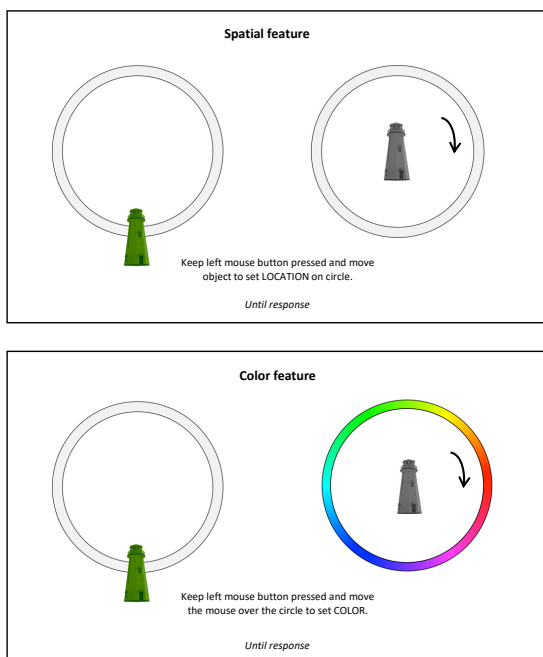 Spatial feature
Keep left mouse button pressed and move
object to set LOCATION on circle.
Until response
Color feature
Keep left mouse button pressed and move
the mouse over the circle to set COLOR.
Until response